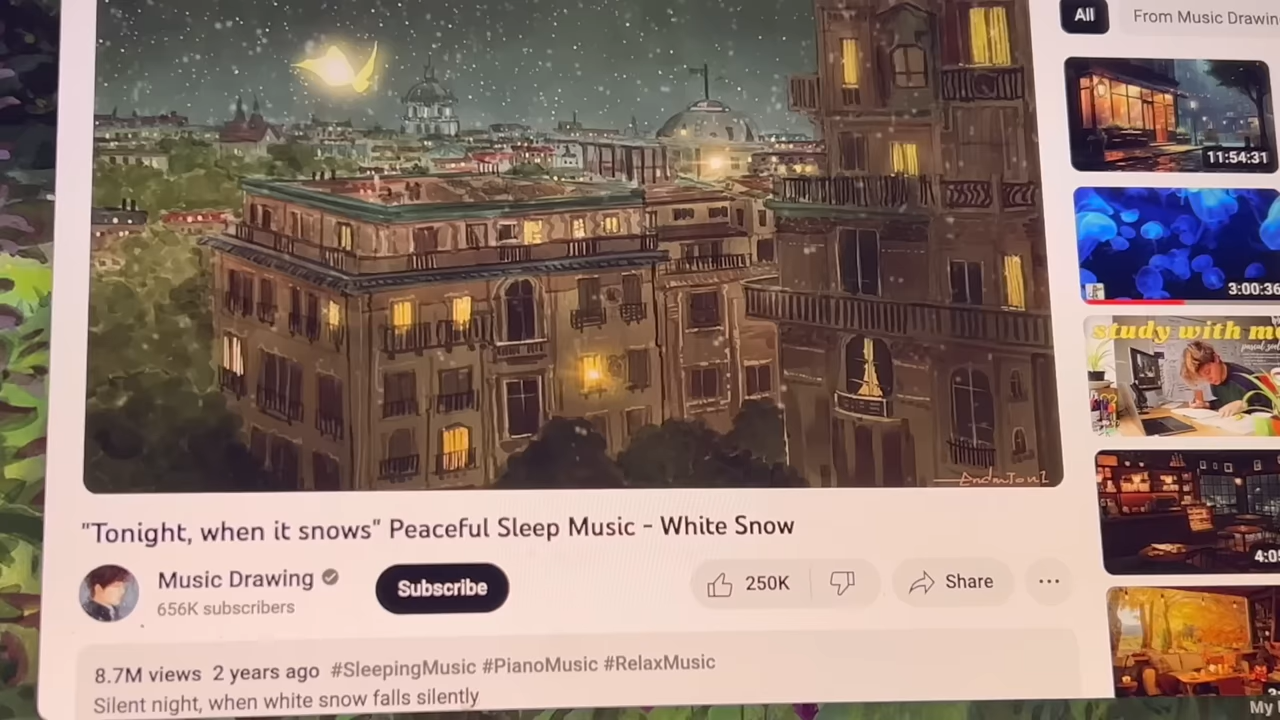 All
From Music Drawin
11:54:31
3:00:36
study with m
4:0
EndmTon1
"Tonight, when it snows" Peaceful Sleep Music - White Snow
Music Drawing
656K subscribers
Subscribe
250K
Share
8.7M views 2 years ago #SleepingMusic #PianoMusic #RelaxMusic
Silent night, when white snow falls silently
My